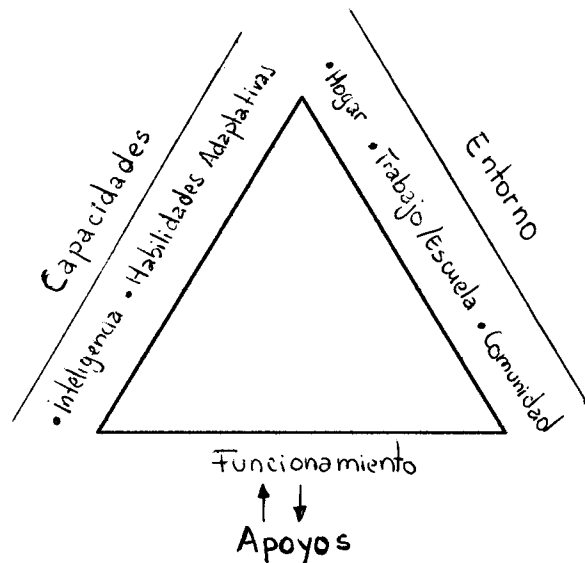 Capacidades
• Inteligencia • Habilidades Adaptativas
• Hogar • Trabajo/Escuela • Comunidad
Entorno
Funcionamiento
Apoyos